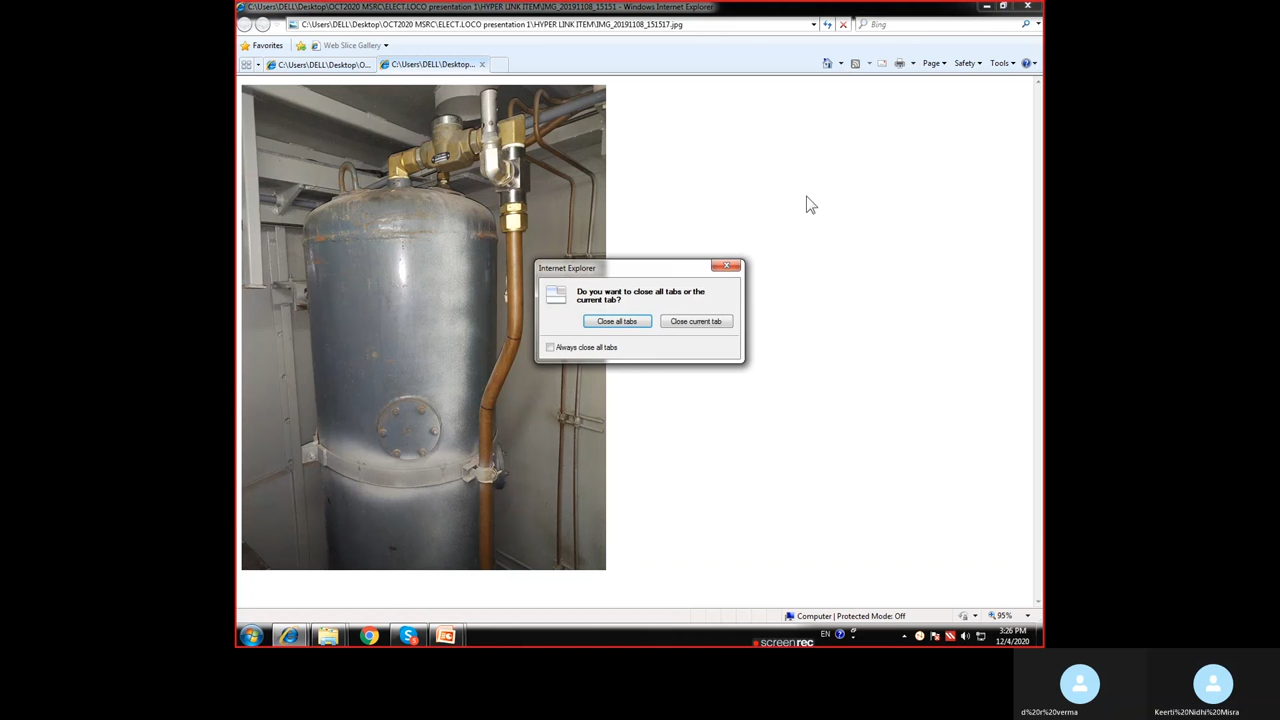 C:\Users\DELL\Desktop\OCT2020 MSRC\ELECT.LOCO presentation 1\HYPER LINK ITEM\IMG_20191108_15151 - Windows Internet Explorer
C:\Users\DELL\Desktop\OCT2020 MSRC\ELECT.LOCO presentation 1\HYPER LINK ITEM\IMG_20191108_151517.jpg
Bing
Favorites
Web Slice Gallery
C:\Users\DELL\Desktop\O...
C:\Users\DELL\Desktop...
Page
Safety
Tools
Internet Explorer
Do you want to close all tabs or the
current tab?
Close all tabs
Close current tab
Always close all tabs
Computer | Protected Mode: Off
95%
EN
3:26 PM
12/4/2020
screenrec
d%20r%20verma
Keerti%20Nidhi%20Misra